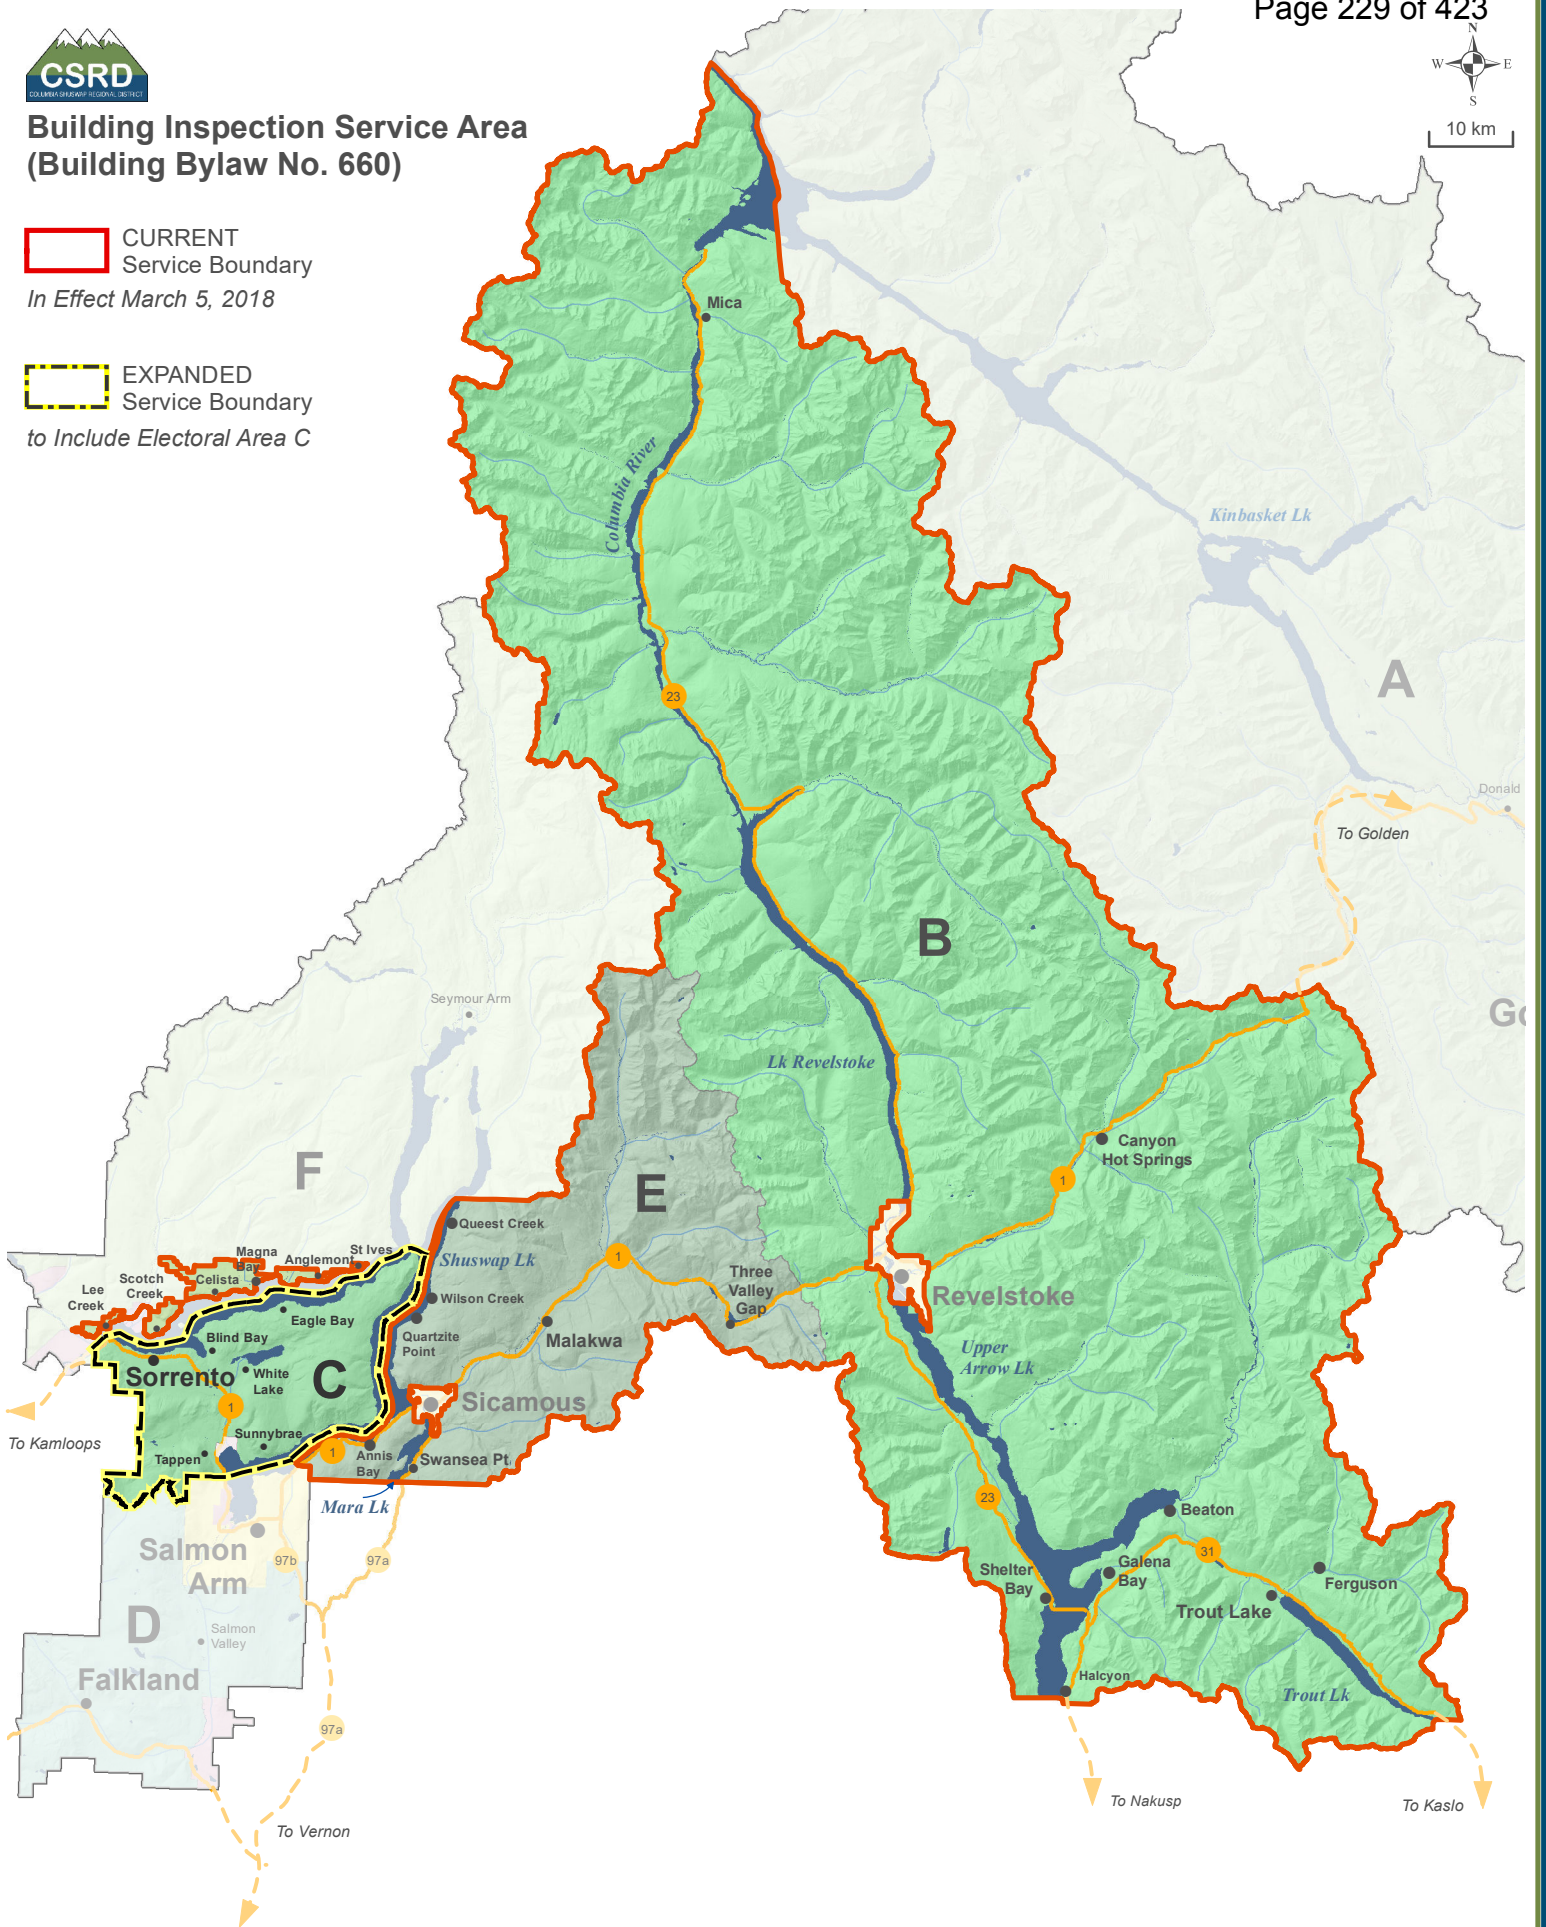 Page 229 of 423
CSRD
COLUMBIA SHUSWAP REGIONAL DISTRICT
Building Inspection Service Area
(Building Bylaw No. 660)
N
W
E
S
10 km
CURRENT
Service Boundary
In Effect March 5, 2018
EXPANDED
Service Boundary
to Include Electoral Area C
Mica
Columbia River
Kinbasket Lk
A
23
Donald
To Golden
B
Seymour Arm
Go
Lk Revelstoke
Canyon
Hot Springs
1
F
E
Queest Creek
Shuswap Lk
1
St Ives
Magna
Bay
Anglemont
Scotch
Creek
Celista
Lee
Creek
Three
Valley
Gap
Wilson Creek
Revelstoke
Eagle Bay
Quartzite
Point
Malakwa
Blind Bay
Upper
Arrow Lk
Sorrento
White
Lake
C
Sicamous
1
To Kamloops
Sunnybrae
Tappen
1
Annis
Bay
Swansea Pt
Mara Lk
23
Beaton
Salmon
Arm
97b
97a
31
Shelter
Bay
Galena
Bay
Ferguson
Trout Lake
D
Salmon
Valley
Falkland
Halcyon
Trout Lk
97a
To Nakusp
To Kaslo
To Vernon